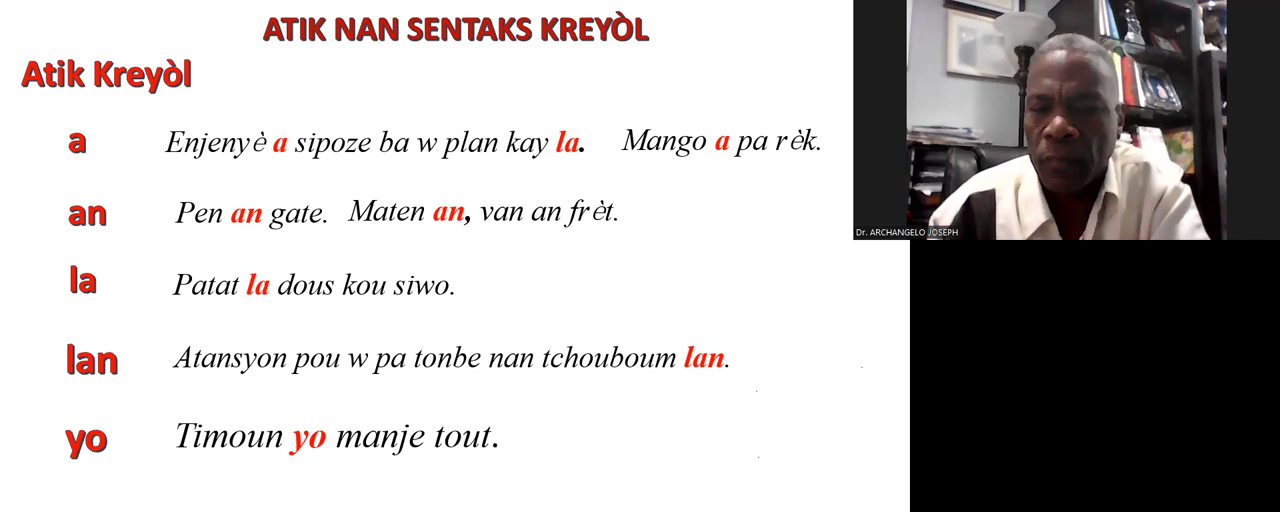 ATIK NAN SENTAKS KREYÒL
Atik Kreyòl
a Enjenyè a sipoze ba w plan kay la. Mango a pa rèk.
an Pen an gate. Maten an, van an frèt.
la Patat la dous kou siwo.
lan Atansyon pou w pa tonbe nan tchouboum lan.
yo Timoun yo manje tout.
Dr. ARCHANGELO JOSEPH